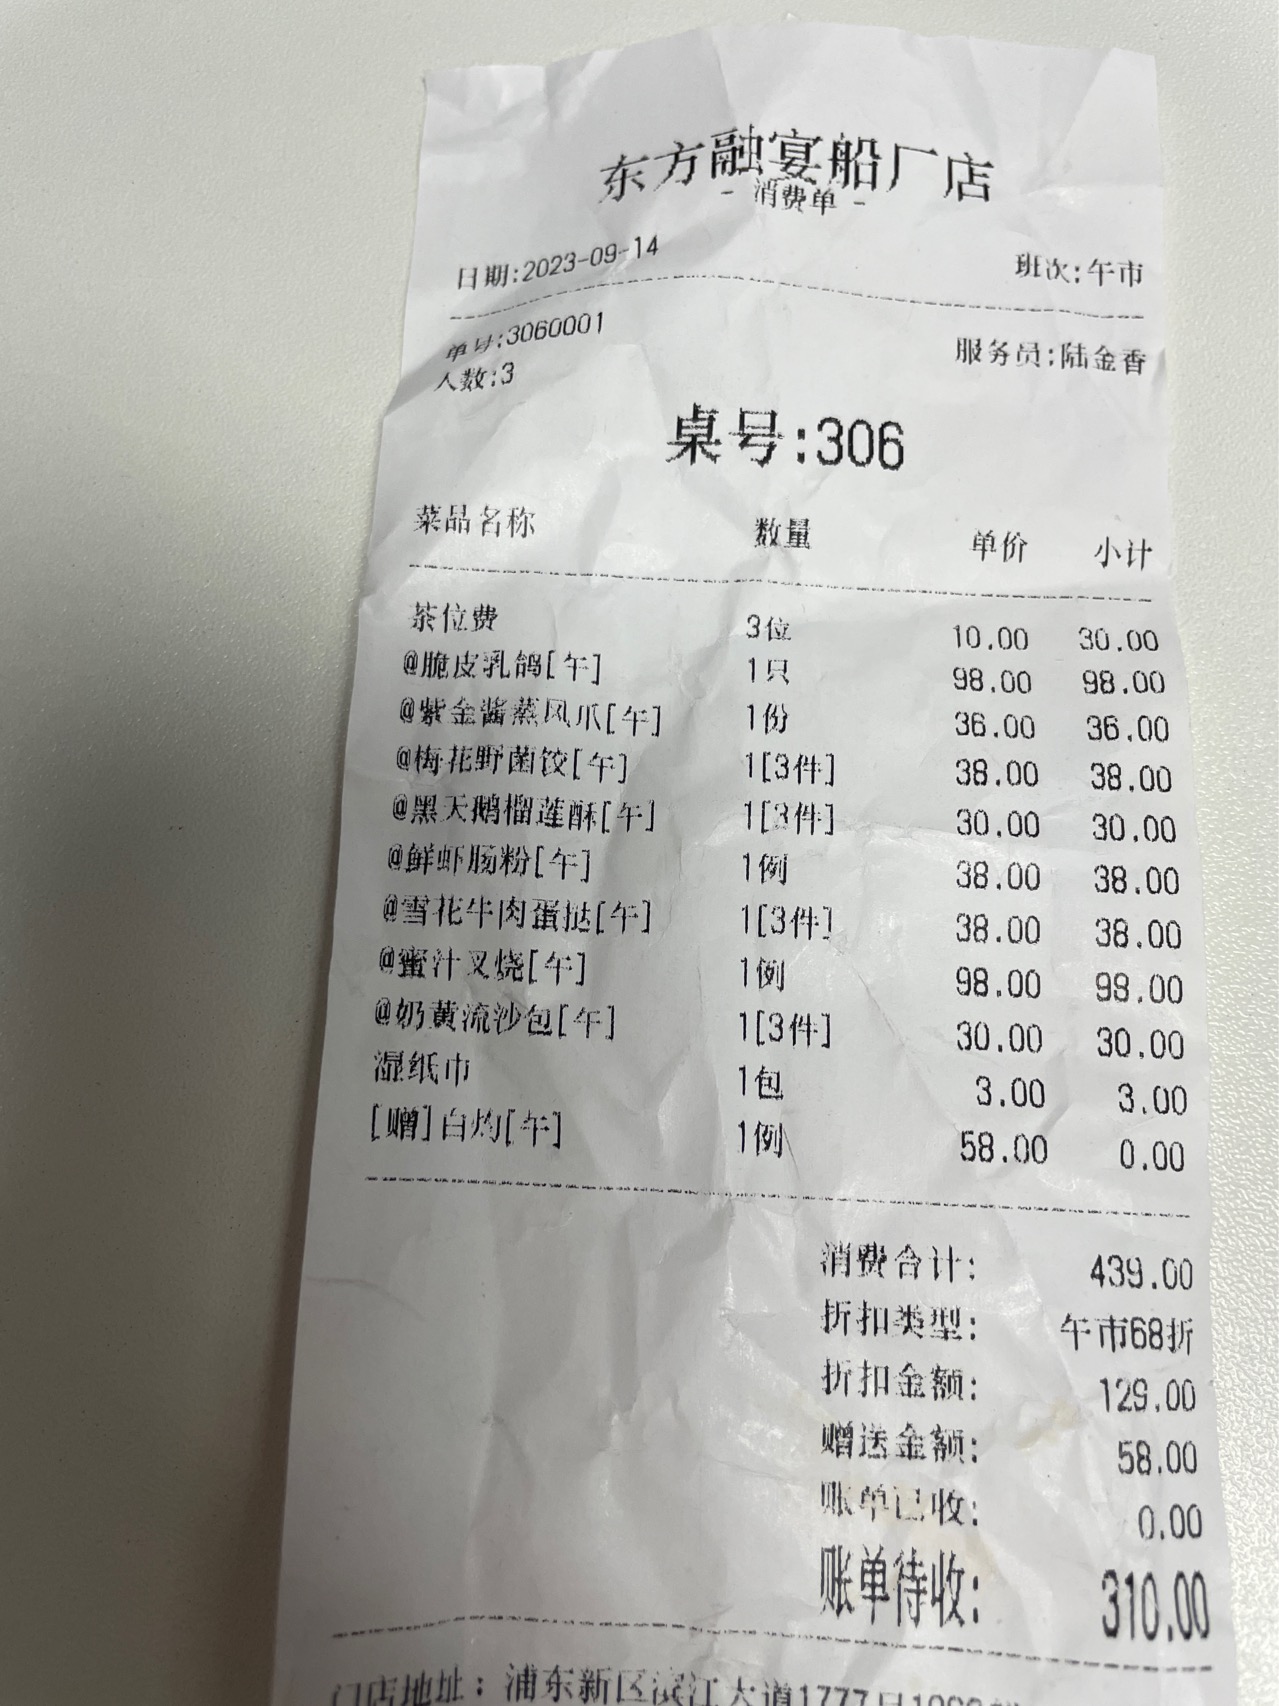 东方融宴船厂店
- 消费单 -
日期:2023-09-14 班次:午市
单号:3060001 服务员:陆金香
人数:3
桌号:306
菜品名称 数量 单价 小计
茶位费 3位 10.00 30.00
@脆皮乳鸽[午] 1只 98.00 98.00
@紫金酱蒸凤爪[午] 1份 36.00 36.00
@梅花野菌饺[午] 1[3件] 38.00 38.00
@黑天鹅榴莲酥[午] 1[3件] 30.00 30.00
@鲜虾肠粉[午] 1例 38.00 38.00
@雪花牛肉蛋挞[午] 1[3件] 38.00 38.00
@蜜汁叉烧[午] 1例 98.00 98.00
@奶黄流沙包[午] 1[3件] 30.00 30.00
湿纸巾 1包 3.00 3.00
[赠]白灼[午] 1例 58.00 0.00
消费合计: 439.00
折扣类型: 午市68折
折扣金额: 129.00
赠送金额: 58.00
账单已收: 0.00
账单待收: 310.00
门店地址：浦东新区滨江大道1777